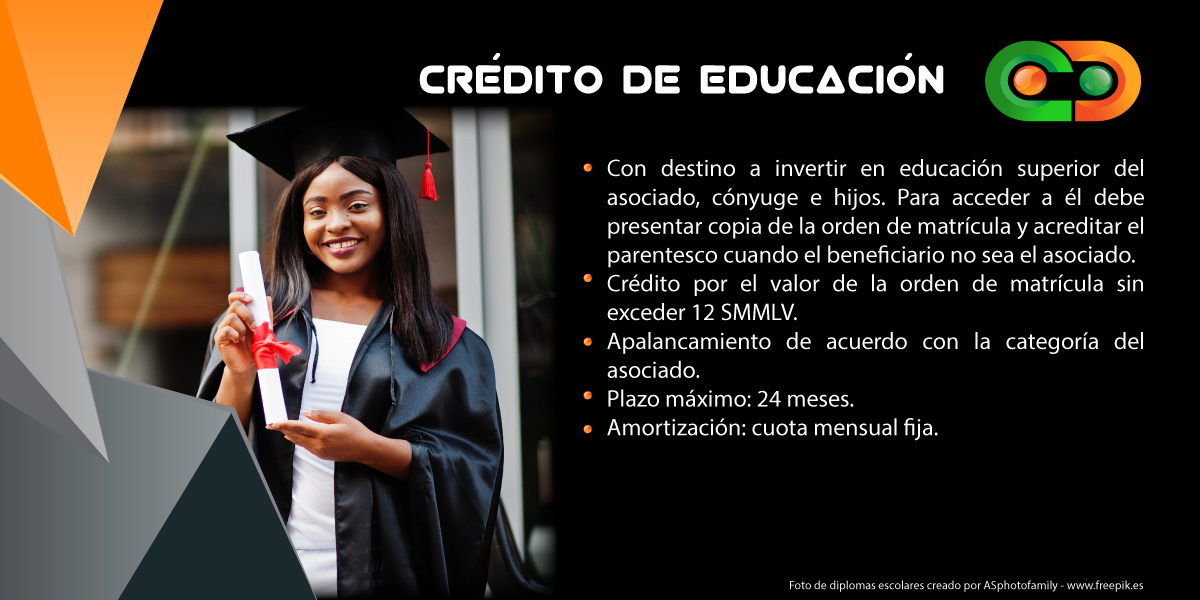 CRÉDITO DE EDUCACIÓN
Con destino a invertir en educación superior del
asociado, cónyuge e hijos. Para acceder a él debe
presentar copia de la orden de matrícula y acreditar el
parentesco cuando el beneficiario no sea el asociado.
Crédito por el valor de la orden de matrícula sin
exceder 12 SMMLV.
Apalancamiento de acuerdo con la categoría del
asociado.
Plazo máximo: 24 meses.
Amortización: cuota mensual fija.
Foto de diplomas escolares creado por ASphotofamily - www.freepik.es